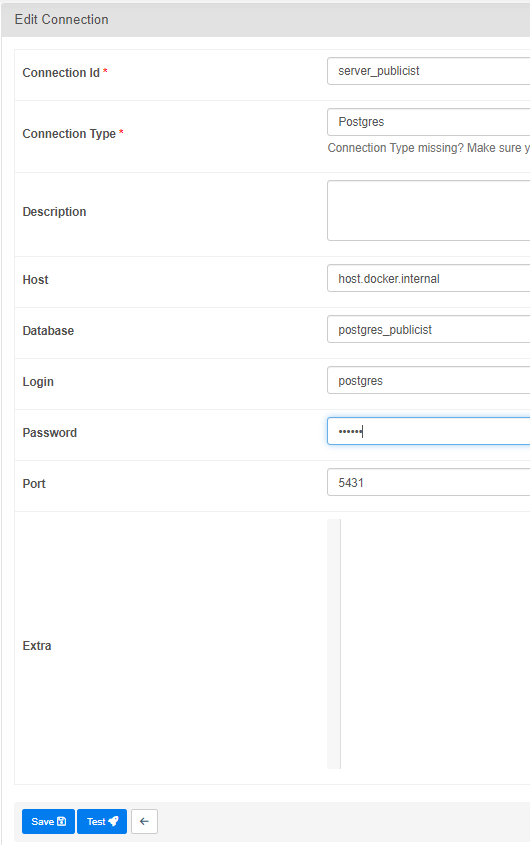 Edit Connection
Connection Id *
server_publicist
Connection Type *
Postgres
Connection Type missing? Make sure y
Description
Host
host.docker.internal
Database
postgres_publicist
Login
postgres
Password
••••••
Port
5431
Extra
Save
Test